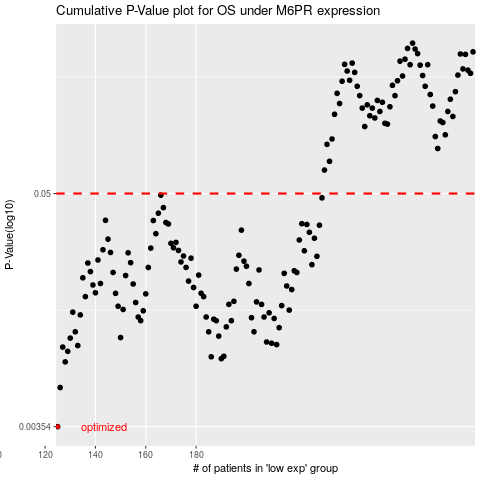 Cumulative P-Value plot for OS under M6PR expression
P-Value(log10)
0.05
0.00354
optimized
0 120 140 160 180
# of patients in 'low exp' group